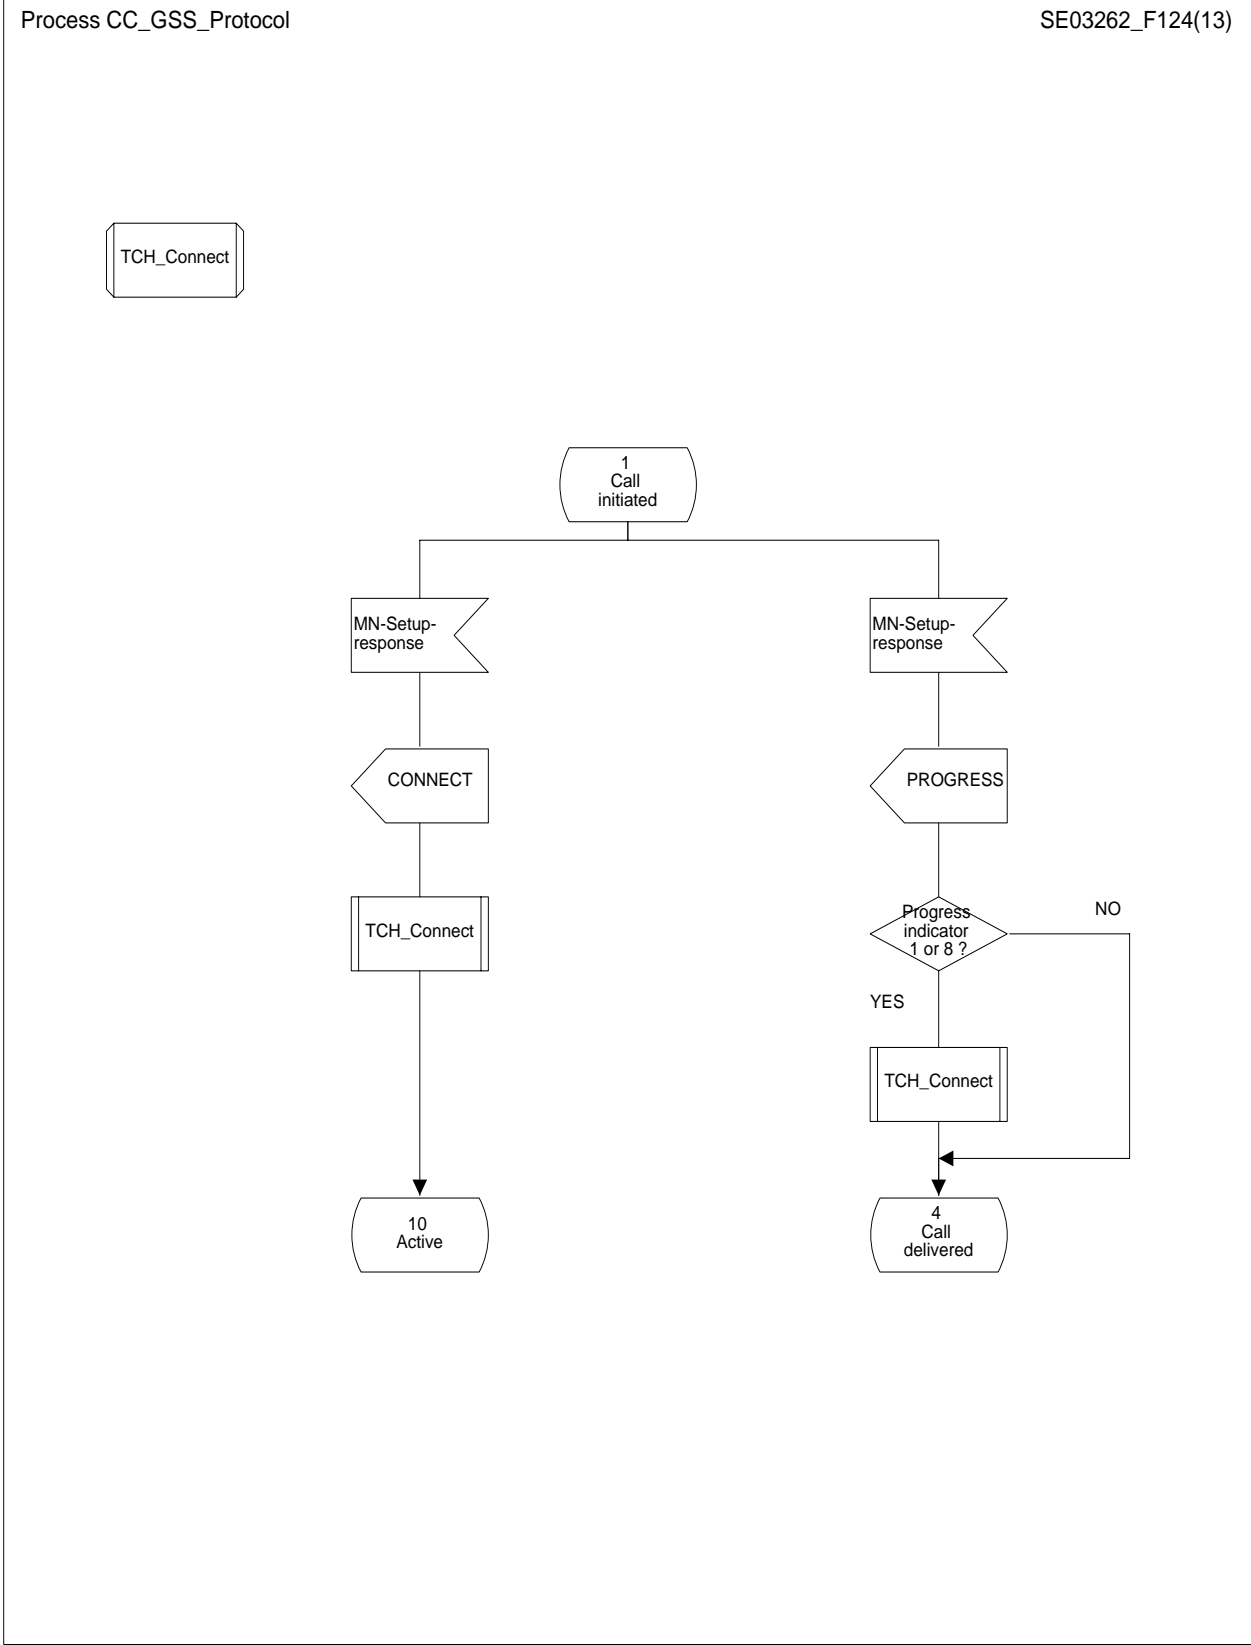 Process CC_GSS_Protocol
SE03262_F124(13)
TCH_Connect
1
Call
initiated
MN-Setup-
response
MN-Setup-
response
CONNECT
PROGRESS
TCH_Connect
Progress
indicator
1 or 8 ?
NO
YES
TCH_Connect
10
Active
4
Call
delivered